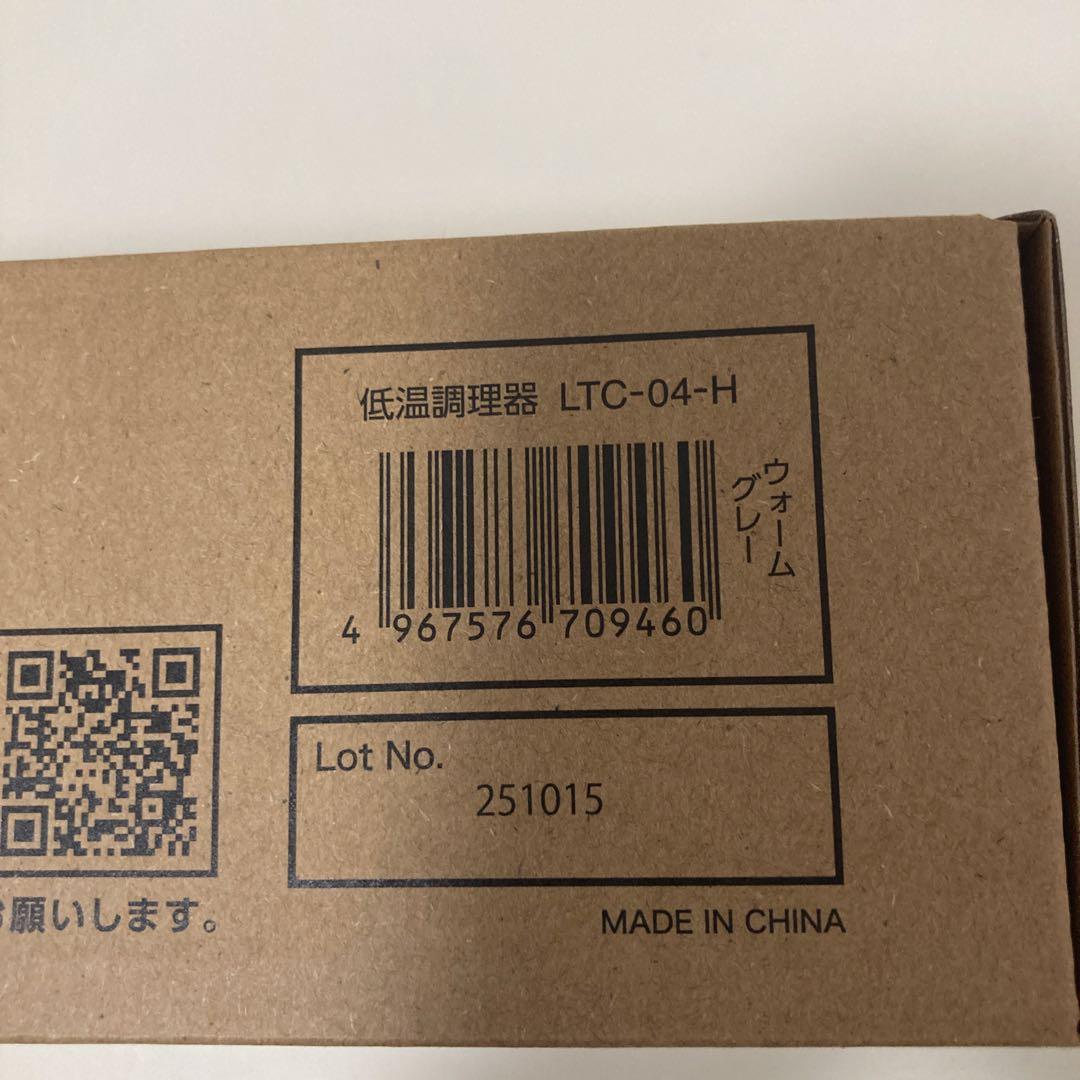 低温調理器 LTC-04-H
ウォーム
グレー
4 967576 709460
Lot No.
251015
お願いします。
MADE IN CHINA